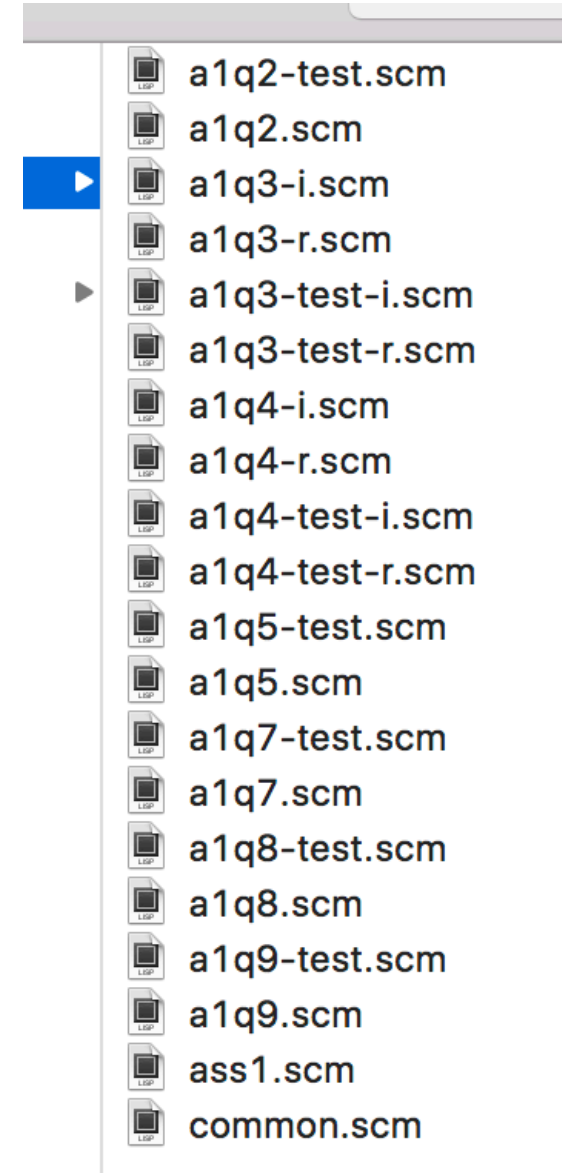 a1q2-test.scm
a1q2.scm
a1q3-i.scm
a1q3-r.scm
a1q3-test-i.scm
a1q3-test-r.scm
a1q4-i.scm
a1q4-r.scm
a1q4-test-i.scm
a1q4-test-r.scm
a1q5-test.scm
a1q5.scm
a1q7-test.scm
a1q7.scm
a1q8-test.scm
a1q8.scm
a1q9-test.scm
a1q9.scm
ass1.scm
common.scm